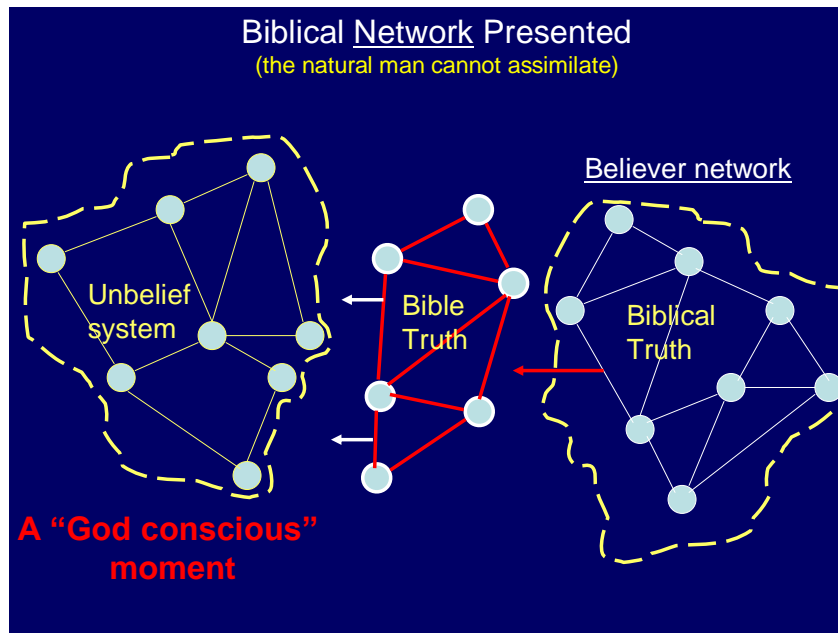 Biblical Network Presented
(the natural man cannot assimilate)
Believer network
Unbelief
system
Bible
Truth
Biblical
Truth
A “God conscious”
moment